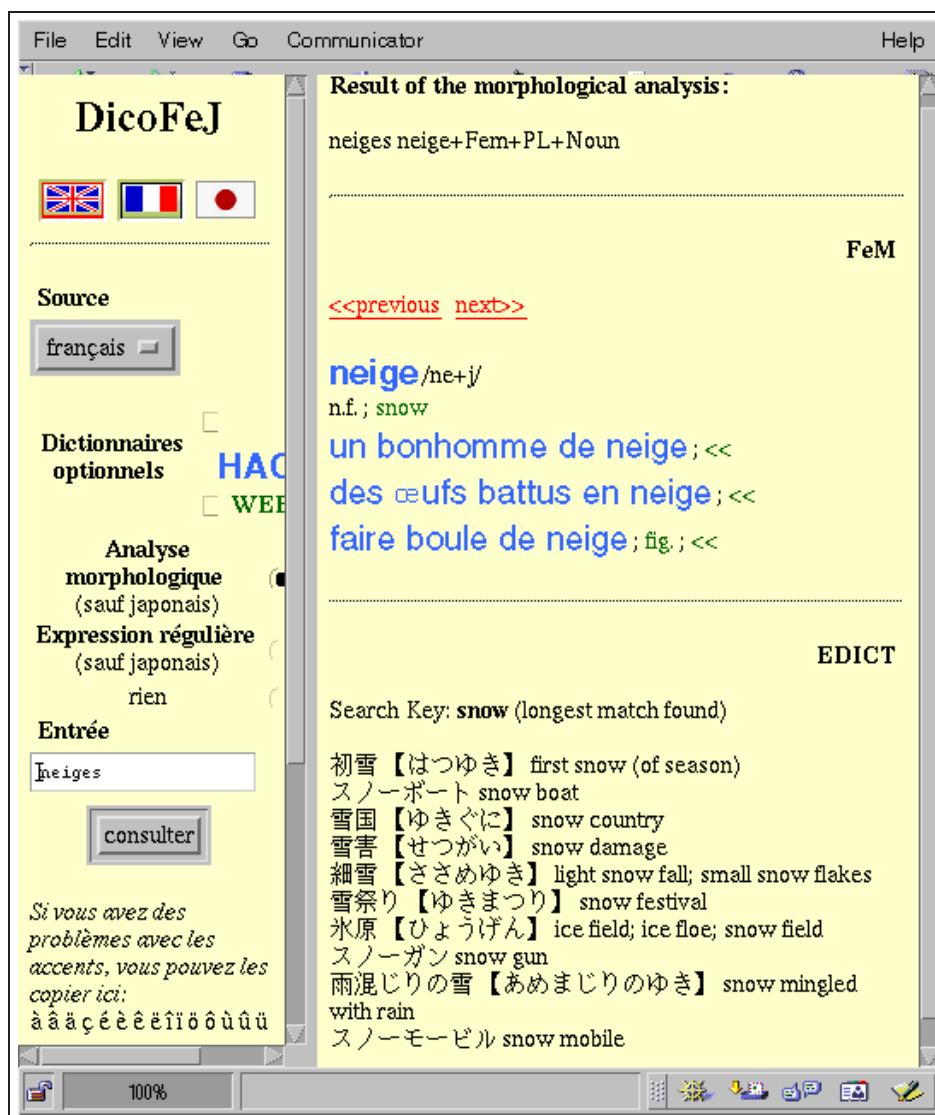 File Edit View Go Communicator Help
DicoFeJ
Source
français
Dictionnaires
optionnels
HAC
WEB
Analyse
morphologique
(sauf japonais)
Expression régulière
(sauf japonais)
rien
Entrée
neiges
consulter
Si vous avez des
problèmes avec les
accents, vous pouvez les
copier ici:
àâäçéèêëîïöôùûü
Result of the morphological analysis:
neiges neige+Fem+PL+Noun
FeM
<<previous next>>
neige/ne+j/
n.f. ; snow
un bonhomme de neige ; <<
des œufs battus en neige ; <<
faire boule de neige ; fig. ; <<
EDICT
Search Key: snow (longest match found)
初雪 【はつゆき】 first snow (of season)
スノーボート snow boat
雪国 【ゆきぐに】 snow country
雪害 【せつがい】 snow damage
細雪 【ささめゆき】 light snow fall; small snow flakes
雪祭り 【ゆきまつり】 snow festival
氷原 【ひょうげん】 ice field; ice floe; snow field
スノーガン snow gun
雨混じりの雪 【あめまじりのゆき】 snow mingled
with rain
スノーモービル snow mobile
100%